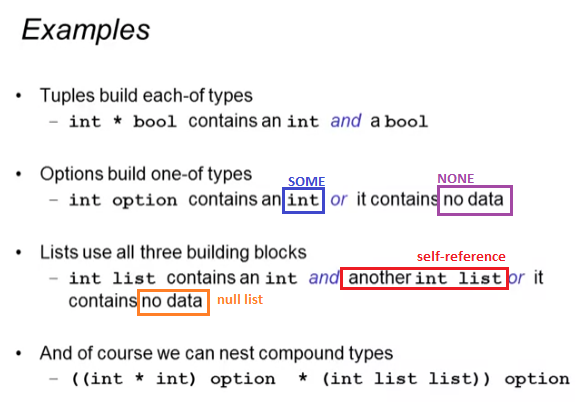 Examples
• Tuples build each-of types
– int * bool contains an int and a bool
• Options build one-of types
SOME
NONE
– int option contains an int or it contains no data
• Lists use all three building blocks
self-reference
– int list contains an int and another int list or it
contains no data null list
• And of course we can nest compound types
– ((int * int) option * (int list list)) option